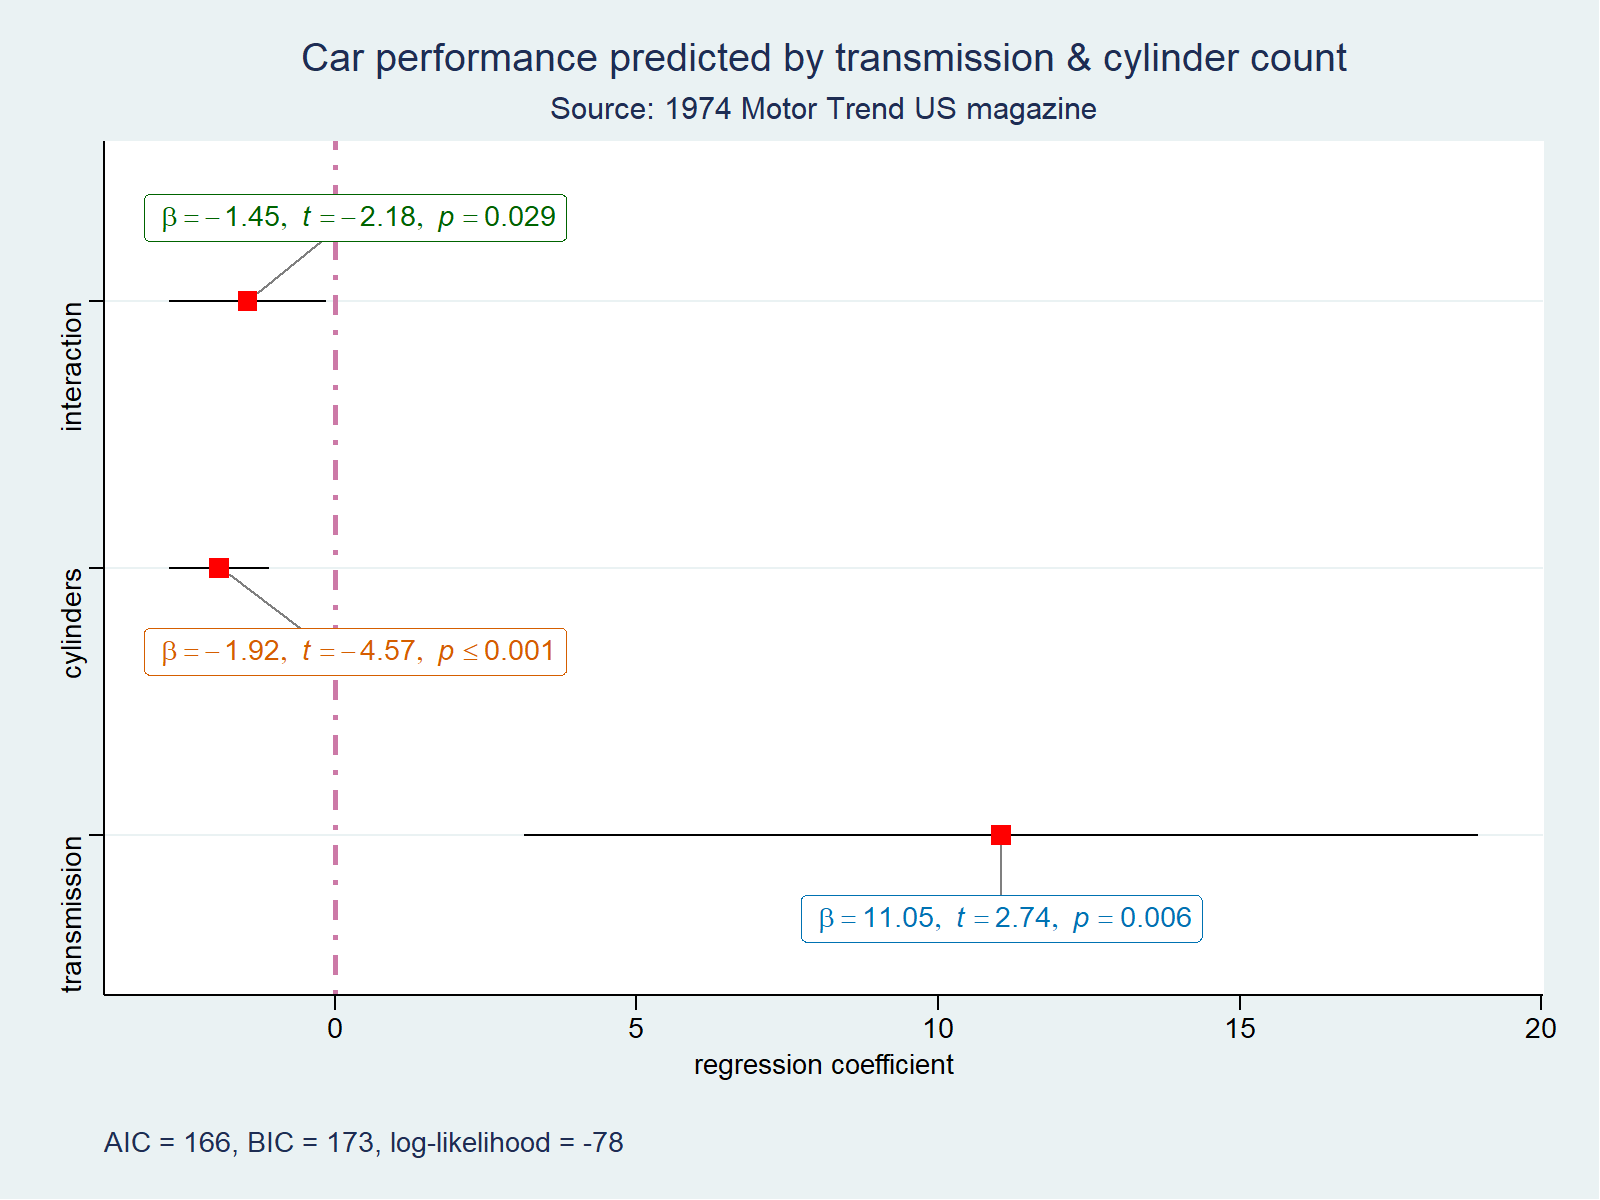 Car performance predicted by transmission & cylinder count
Source: 1974 Motor Trend US magazine
β = − 1.45, t = − 2.18, p = 0.029
interaction
cylinders
β = − 1.92, t = − 4.57, p ≤ 0.001
transmission
β = 11.05, t = 2.74, p = 0.006
0 5 10 15 20
regression coefficient
AIC = 166, BIC = 173, log-likelihood = -78